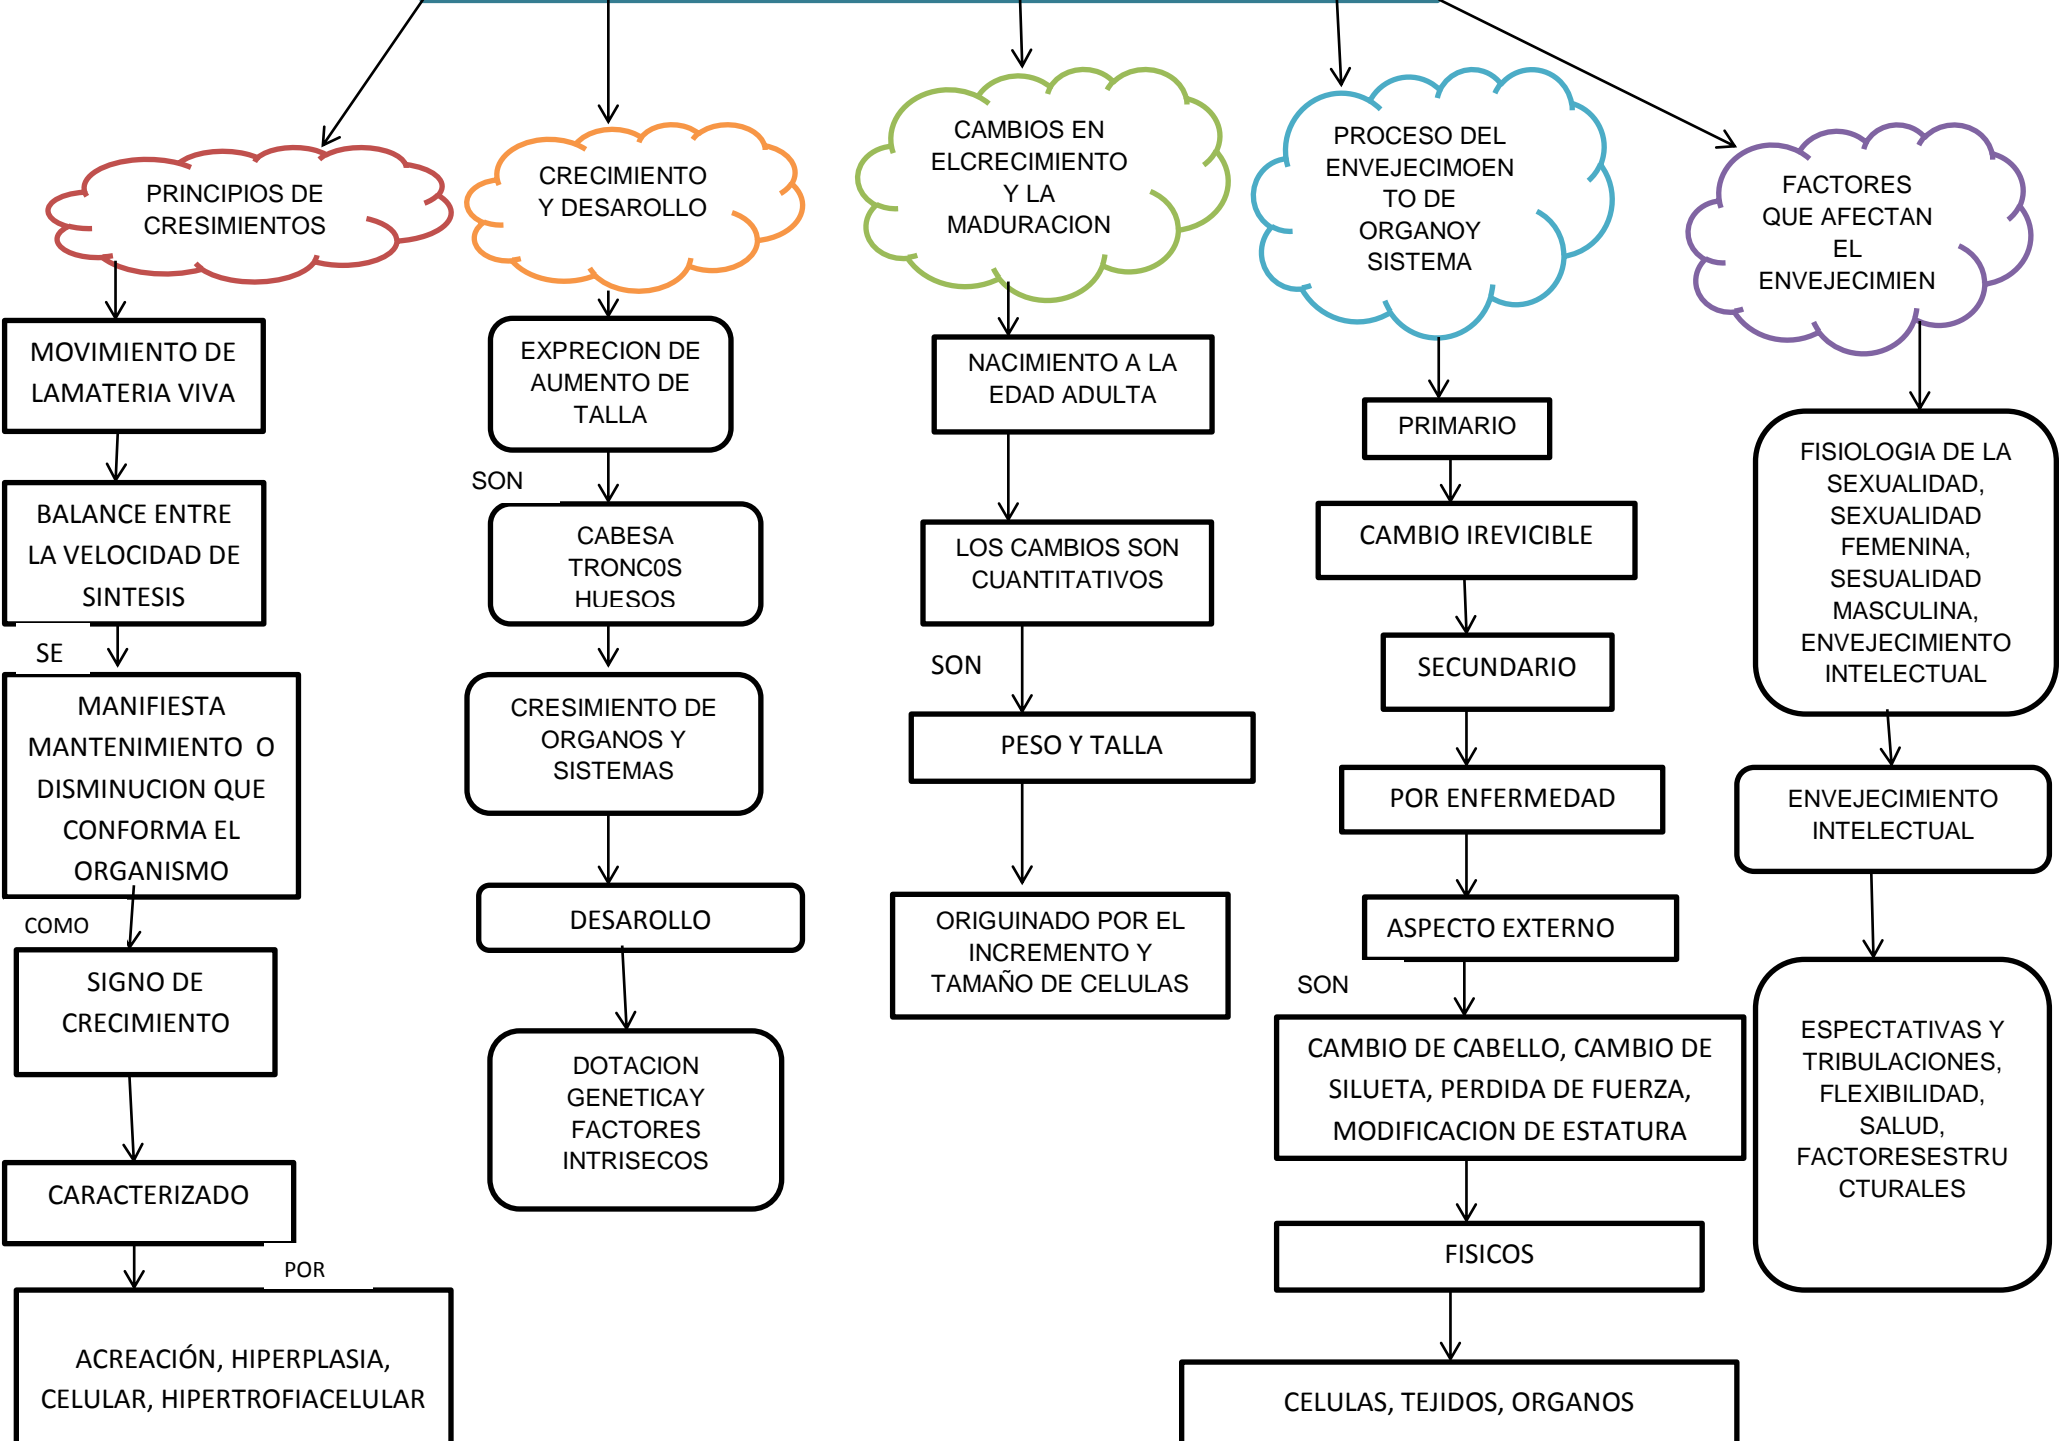 PRINCIPIOS DE
CRESIMIENTOS
MOVIMIENTO DE
LAMATERIA VIVA
BALANCE ENTRE
LA VELOCIDAD DE
SINTESIS
SE
MANIFIESTA
MANTENIMIENTO O
DISMINUCION QUE
CONFORMA EL
ORGANISMO
COMO
SIGNO DE
CRECIMIENTO
CARACTERIZADO
POR
ACREACIÓN, HIPERPLASIA,
CELULAR, HIPERTROFIACELULAR
CRECIMIENTO
Y DESAROLLO
EXPRECION DE
AUMENTO DE
TALLA
SON
CABESA
TRONC0S
HUESOS
CRESIMIENTO DE
ORGANOS Y
SISTEMAS
DESAROLLO
DOTACION
GENETICAY
FACTORES
INTRISECOS
CAMBIOS EN
ELCRECIMIENTO
Y LA
MADURACION
NACIMIENTO A LA
EDAD ADULTA
LOS CAMBIOS SON
CUANTITATIVOS
SON
PESO Y TALLA
ORIGUINADO POR EL
INCREMENTO Y
TAMAÑO DE CELULAS
PROCESO DEL
ENVEJECIMOEN
TO DE
ORGANOY
SISTEMA
PRIMARIO
CAMBIO IREVICIBLE
SECUNDARIO
POR ENFERMEDAD
ASPECTO EXTERNO
SON
CAMBIO DE CABELLO, CAMBIO DE
SILUETA, PERDIDA DE FUERZA,
MODIFICACION DE ESTATURA
FISICOS
CELULAS, TEJIDOS, ORGANOS
FACTORES
QUE AFECTAN
EL
ENVEJECIMIEN
FISIOLOGIA DE LA
SEXUALIDAD,
SEXUALIDAD
FEMENINA,
SESUALIDAD
MASCULINA,
ENVEJECIMIENTO
INTELECTUAL
ENVEJECIMIENTO
INTELECTUAL
ESPECTATIVAS Y
TRIBULACIONES,
FLEXIBILIDAD,
SALUD,
FACTORESESTRU
CTURALES